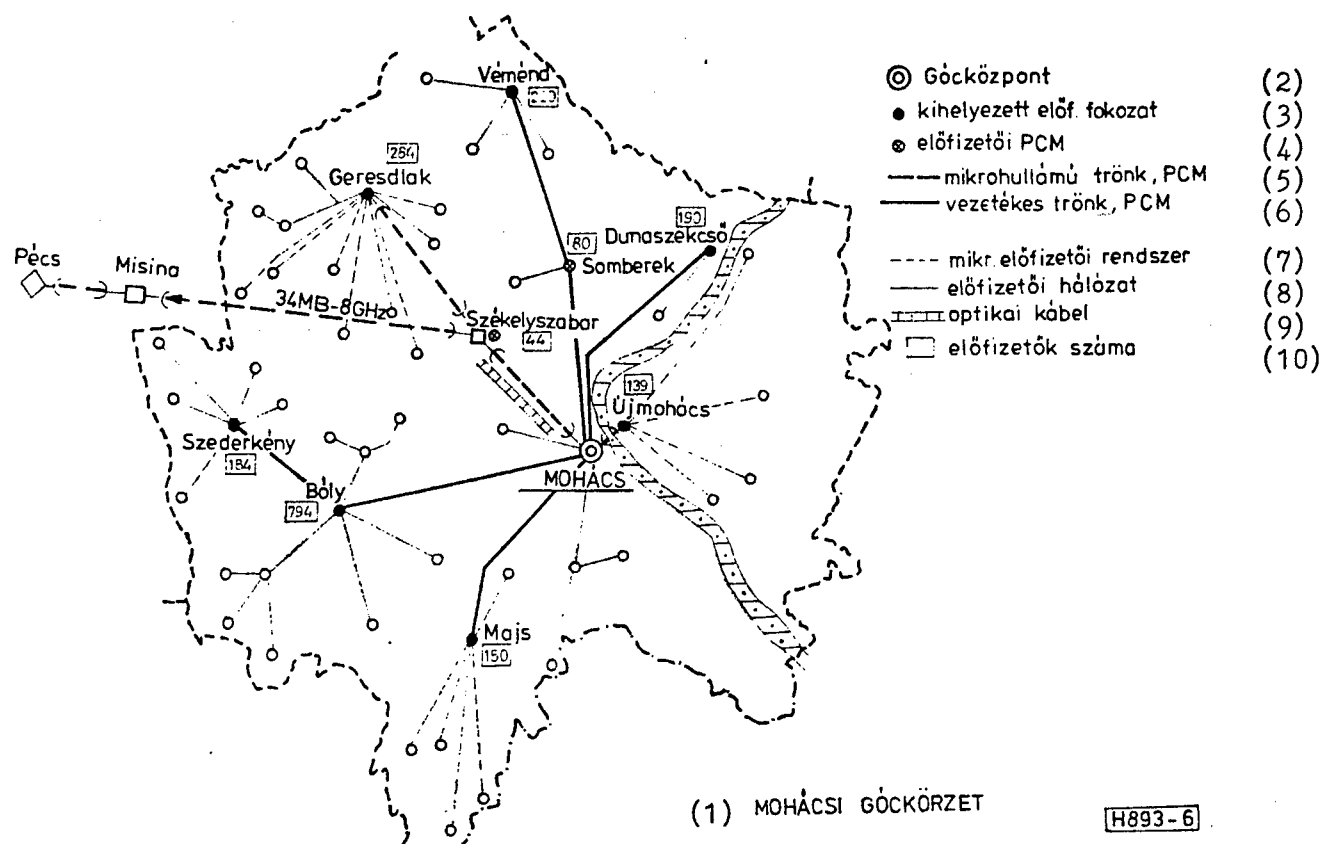 Véménd
Gócközpont (2)
kihelyezett előf. fokozat (3)
előfizetői PCM (4)
mikrohullámú trönk, PCM (5)
vezetékes trönk, PCM (6)
mikr. előfizetői rendszer (7)
előfizetői hálózat (8)
optikai kábel (9)
előfizetők száma (10)
264
Geresdlak
190
Dunaszekcső
80
Somberek
Pécs
Misina
34MB-8GHz
Székelyszabar
44
139
Újmohács
Szederkény
184
MOHÁCS
Bóly
794
Majs
150
(1) MOHÁCSI GÓCKÖRZET
H893-6